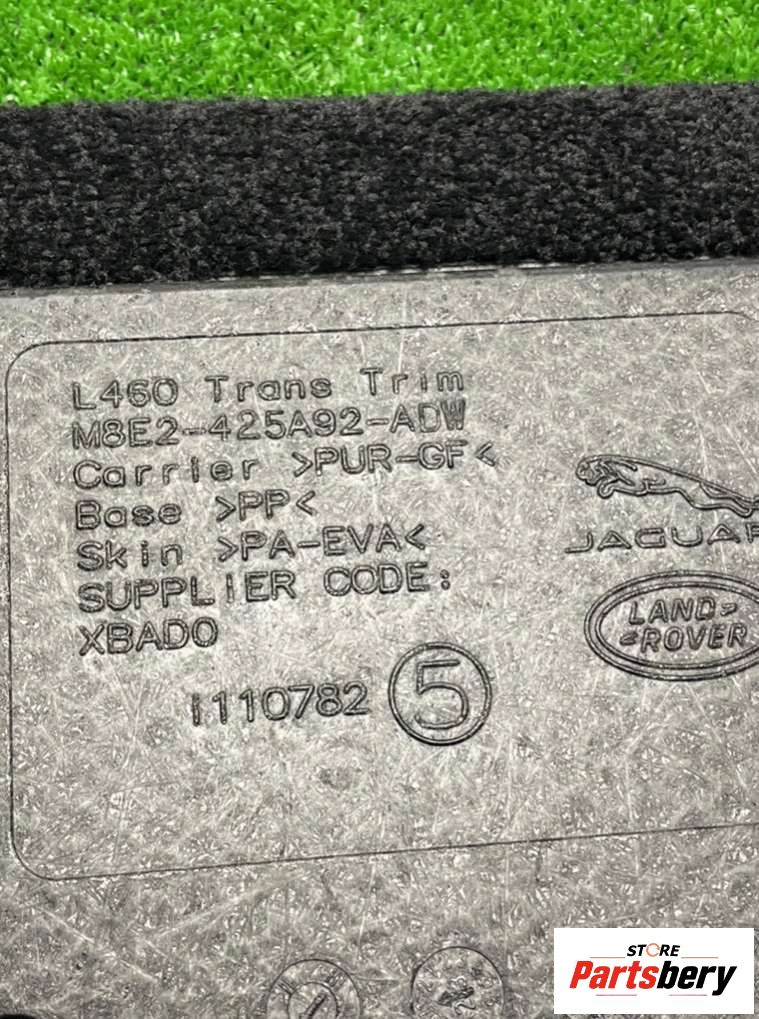 L460 Trans Trim
M8E2-425A92-ADW
Carrier >PUR-GF<
Base >PP<
Skin >PA-EVA<
SUPPLIER CODE:
XBAD0
JAGUAR
LAND
ROVER
1110782 5
STORE
Partsbery